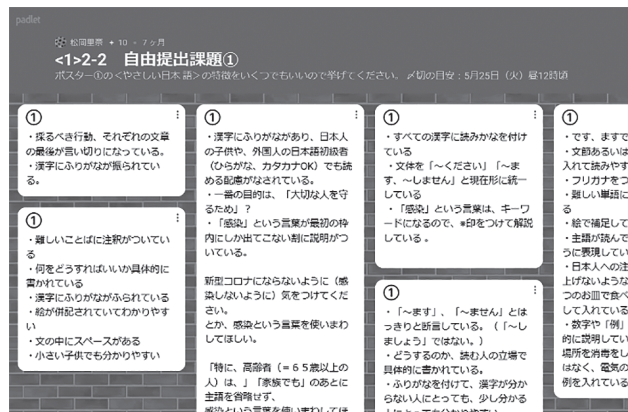 padlet
松岡里奈 + 10 • 7ヶ月
<1>2-2 自由提出課題①
ポスター①の<やさしい日本語>の特徴をいくつでもいいので挙げてください。〆切の目安:5月25日(火)昼12時頃
①
・採るべき行動、それぞれの文章
の最後が言い切りになっている。
・漢字にふりがなが振られてい
る。
①
・難しいことばに注釈がついてい
る
・何をどうすればいいか具体的に
書かれている
・漢字にふりがながふられている
・絵が併記されていてわかりやす
い
・文の中にスペースがある
・小さい子供でも分かりやすい
①
・漢字にふりがながあり、日本人
の子供や、外国人の日本語初級者
(ひらがな、カタカナOK)でも読
める配慮がなされている。
・一番の目的は、「大切な人を守
るため」?
・「感染」という言葉が最初の枠
内にしか出てこない割に説明がつ
いている。
新型コロナにならないように(感
染しないように)気をつけてくだ
さい。
とか、感染という言葉を使いまわ
してほしい。
「特に、高齢者(=65歳以上の
人)は、」「家族でも」のあとに
主語を省略せず、
感染という言葉を使いまわしてほ
①
・すべての漢字に読みかなを付け
ている
・文体を「~ください」「~ま
す、~しません」と現在形に統一
している
・「感染」という言葉は、キーワ
ードになるので、※印をつけて解説
している 。
①
・「~ます」、「~ません」とは
っきりと断言している。(「~し
ましょう」ではない。)
・どうするのか、読む人の立場で
具体的に書かれている。
・ふりがなを付けて、漢字が分か
らない人にとっても、少し分かる
①
・です、ますで
・文節あるいは
入れて読みやす
・フリガナをつ
・難しい単語に
る
・絵で補足して
・主語が読んで
うに表現してい
・日本人への注
上げないような
つのお皿で食べ
して入れている
・数字や「例」
的に説明してい
場所を消毒をし
はなく、電気の
例を入れている